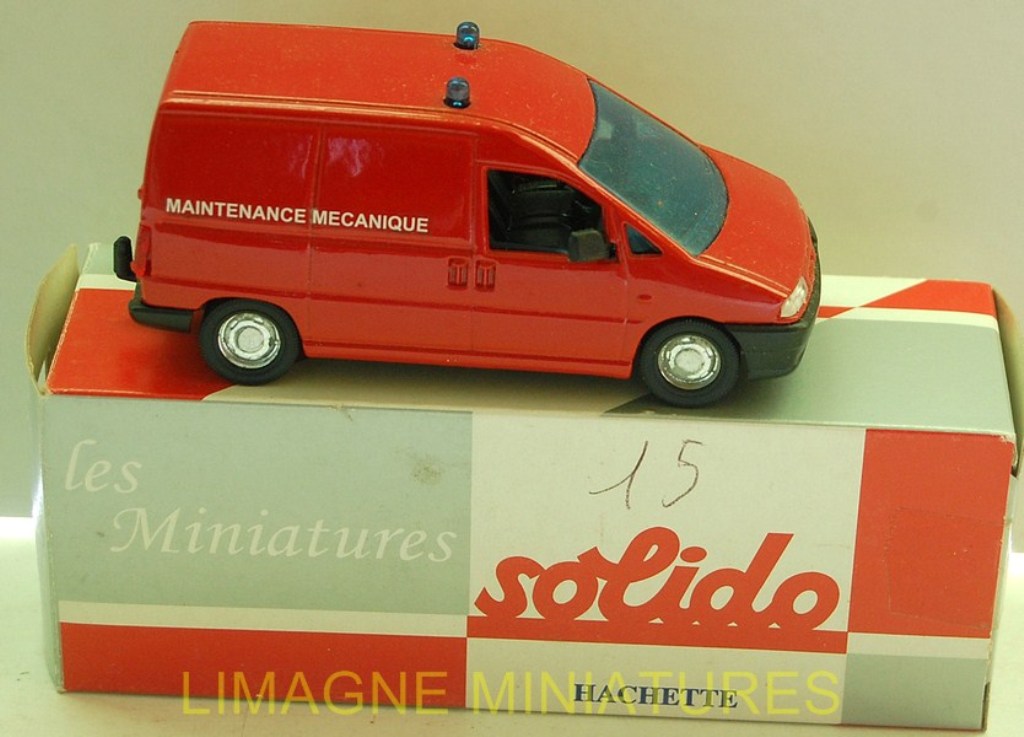 MAINTENANCE MECANIQUE
15
les
Miniatures
solido
HACHETTE
LIMAGNE MINIATURES